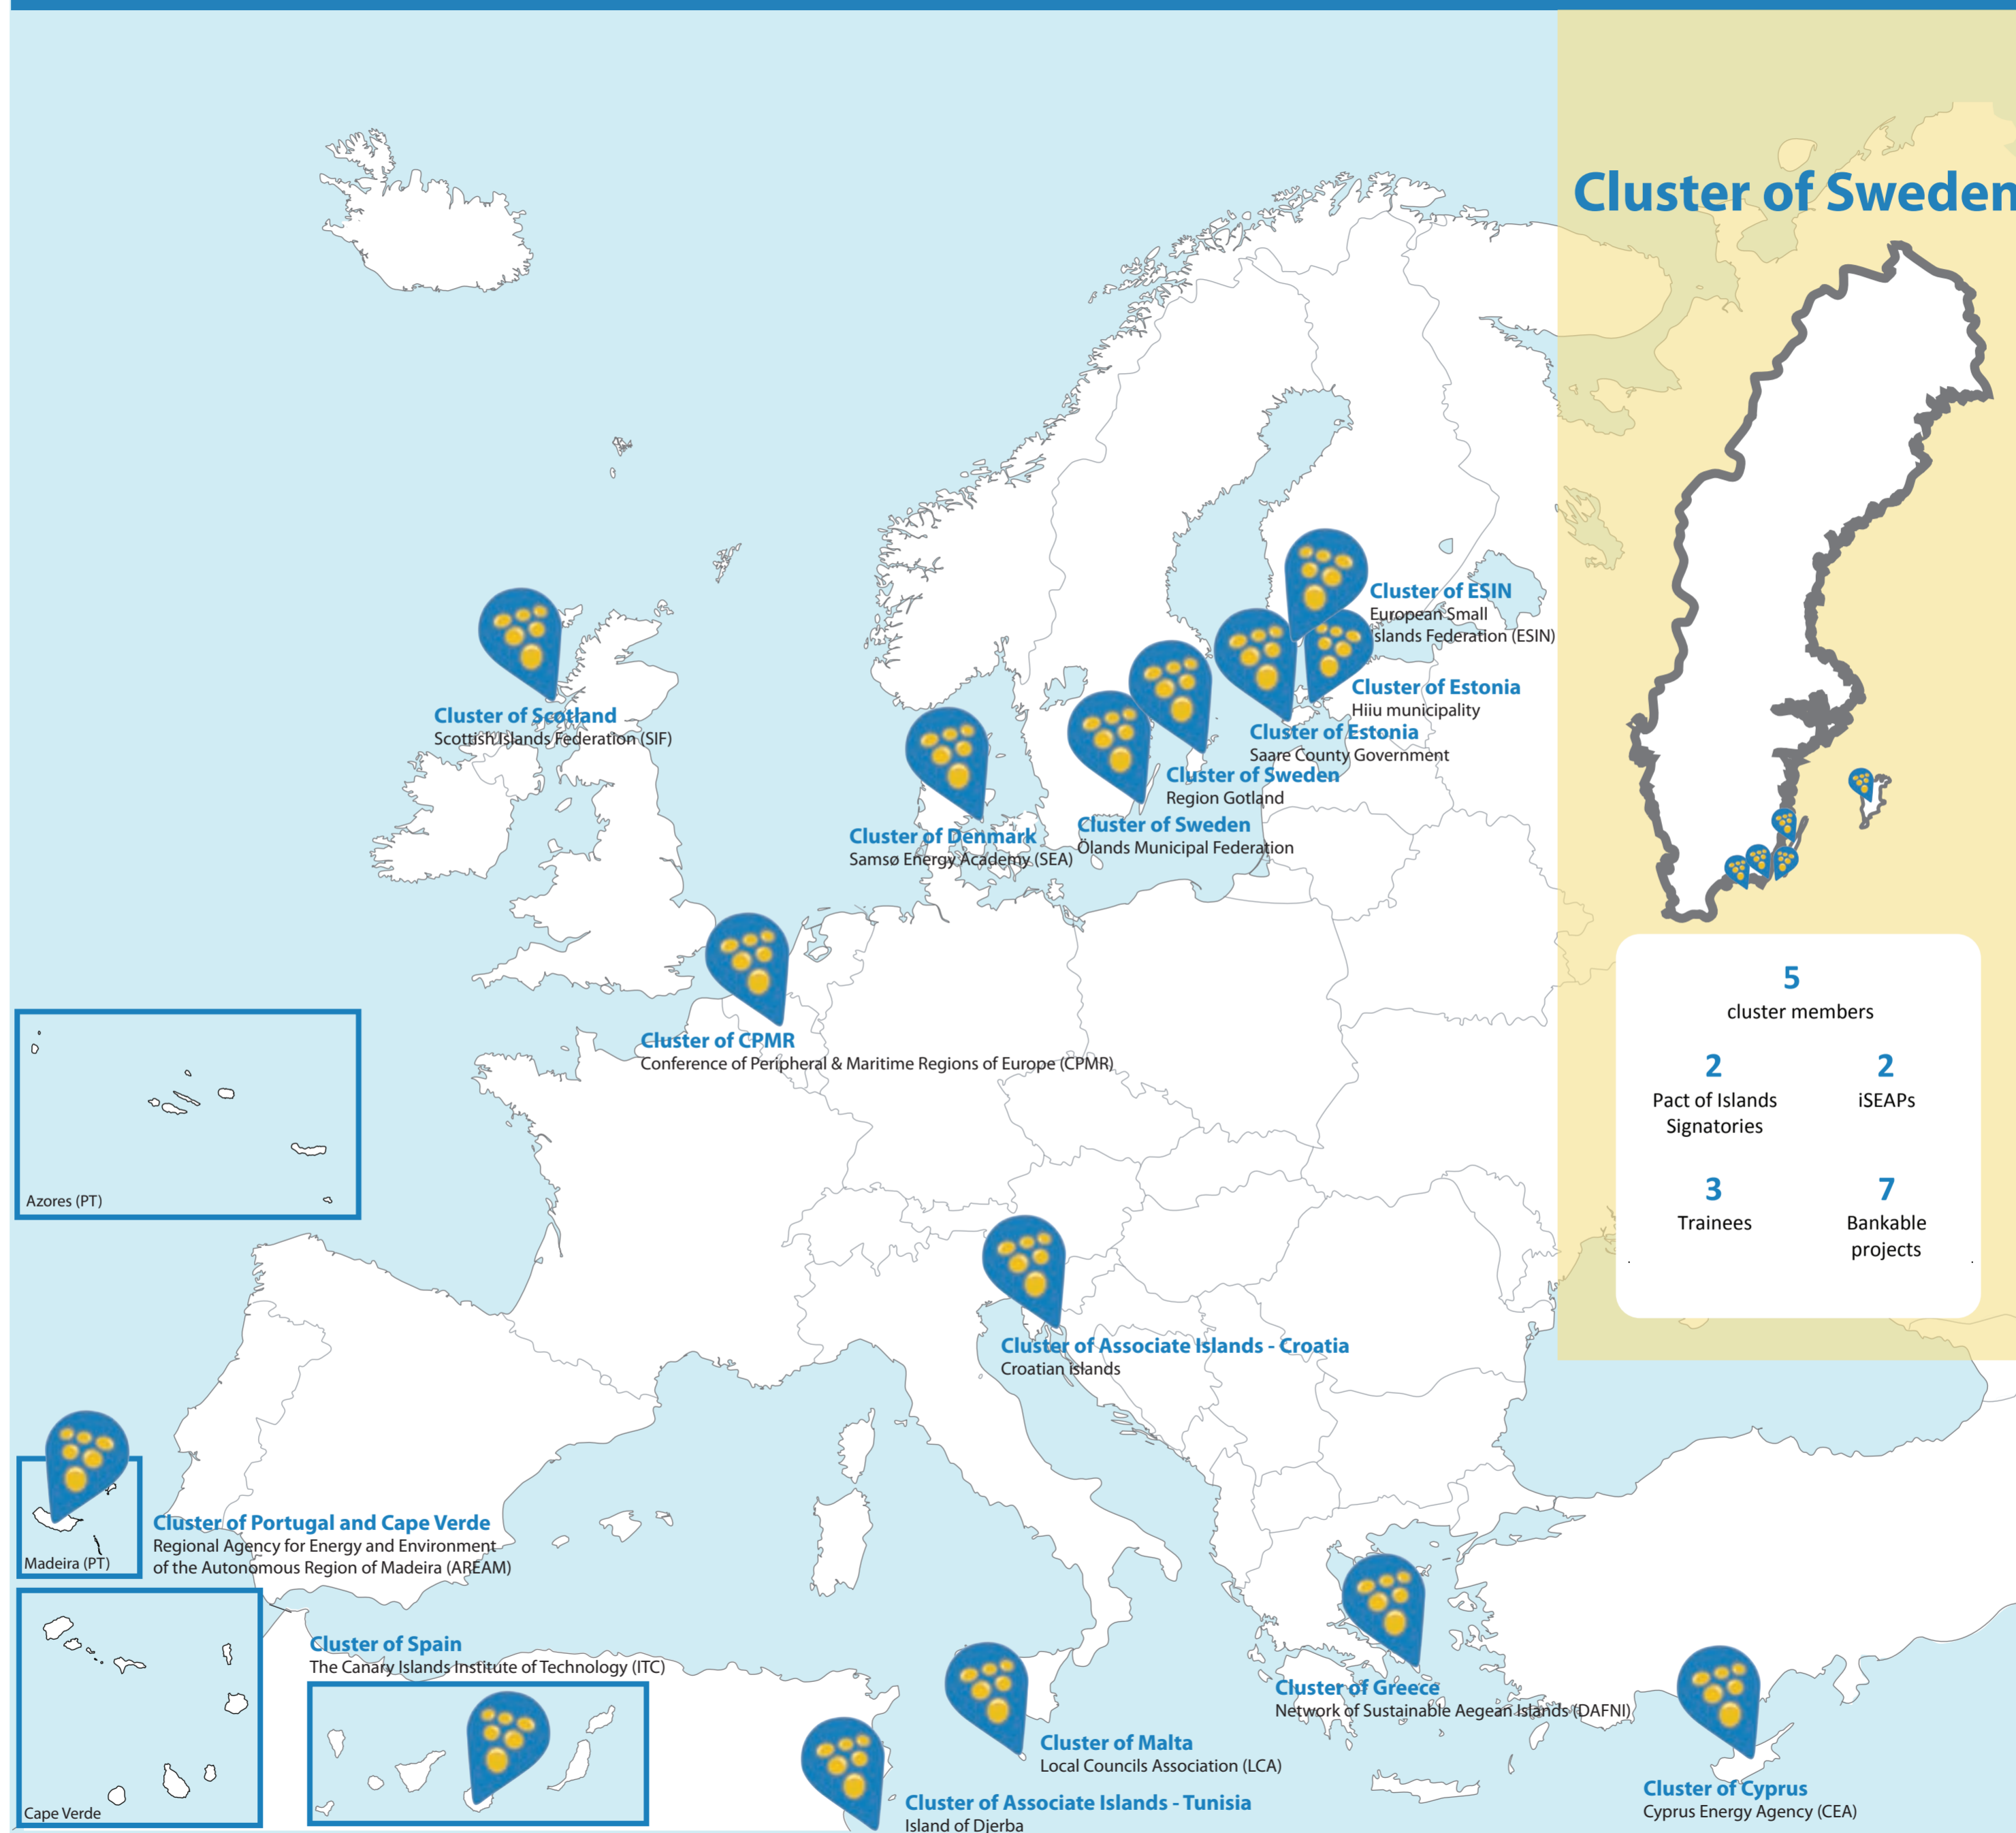 Cluster of Sweden
Cluster of ESIN
European Small
Islands Federation (ESIN)
Cluster of Estonia
Hiiu municipality
Cluster of Estonia
Saare County Government
Cluster of Sweden
Region Gotland
Cluster of Sweden
Ölands Municipal Federation
Cluster of Scotland
Scottish Islands Federation (SIF)
Cluster of Denmark
Samsø Energy Academy (SEA)
5
cluster members
2
Pact of Islands
Signatories
2
iSEAPs
3
Trainees
7
Bankable
projects
Cluster of CPMR
Conference of Peripheral & Maritime Regions of Europe (CPMR)
Azores (PT)
Cluster of Associate Islands - Croatia
Croatian islands
Cluster of Portugal and Cape Verde
Regional Agency for Energy and Environment
of the Autonomous Region of Madeira (AREAM)
Madeira (PT)
Cluster of Spain
The Canary Islands Institute of Technology (ITC)
Cape Verde
Cluster of Greece
Network of Sustainable Aegean Islands (DAFNI)
Cluster of Malta
Local Councils Association (LCA)
Cluster of Associate Islands - Tunisia
Island of Djerba
Cluster of Cyprus
Cyprus Energy Agency (CEA)